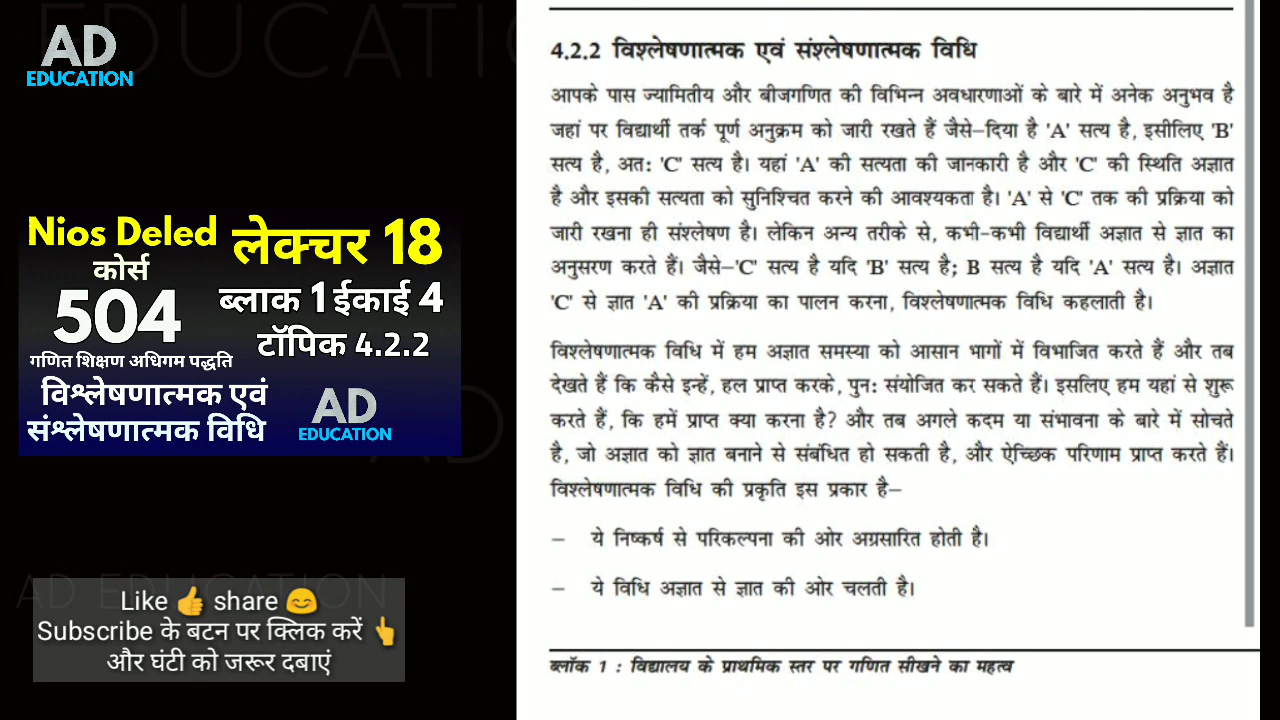 AD
EDUCATION
Nios Deled
कोर्स
504
गणित शिक्षण अधिगम पद्धति
विश्लेषणात्मक एवं
संश्लेषणात्मक विधि
लेक्चर 18
ब्लाक 1 ईकाई 4
टॉपिक 4.2.2
AD
EDUCATION
AD EDUCATION
Like 👍 share 😊
Subscribe के बटन पर क्लिक करें 👆
और घंटी को जरूर दबाएं
4.2.2 विश्लेषणात्मक एवं संश्लेषणात्मक विधि
आपके पास ज्यामितीय और बीजगणित की विभिन्न अवधारणाओं के बारे में अनेक अनुभव है
जहां पर विद्यार्थी तर्क पूर्ण अनुक्रम को जारी रखते हैं जैसे–दिया है 'A' सत्य है, इसीलिए 'B'
सत्य है, अतः 'C' सत्य है। यहां 'A' की सत्यता की जानकारी है और 'C' की स्थिति अज्ञात
है और इसकी सत्यता को सुनिश्चित करने की आवश्यकता है। 'A' से 'C' तक की प्रक्रिया को
जारी रखना ही संश्लेषण है। लेकिन अन्य तरीके से, कभी-कभी विद्यार्थी अज्ञात से ज्ञात का
अनुसरण करते हैं। जैसे–'C' सत्य है यदि 'B' सत्य है; B सत्य है यदि 'A' सत्य है। अज्ञात
'C' से ज्ञात 'A' की प्रक्रिया का पालन करना, विश्लेषणात्मक विधि कहलाती है।
विश्लेषणात्मक विधि में हम अज्ञात समस्या को आसान भागों में विभाजित करते हैं और तब
देखते हैं कि कैसे इन्हें, हल प्राप्त करके, पुनः संयोजित कर सकते हैं। इसलिए हम यहां से शुरू
करते हैं, कि हमें प्राप्त क्या करना है? और तब अगले कदम या संभावना के बारे में सोचते
है, जो अज्ञात को ज्ञात बनाने से संबंधित हो सकती है, और ऐच्छिक परिणाम प्राप्त करते हैं।
विश्लेषणात्मक विधि की प्रकृति इस प्रकार है–
– ये निष्कर्ष से परिकल्पना की ओर अग्रसारित होती है।
– ये विधि अज्ञात से ज्ञात की ओर चलती है।
ब्लॉक 1 : विद्यालय के प्राथमिक स्तर पर गणित सीखने का महत्व